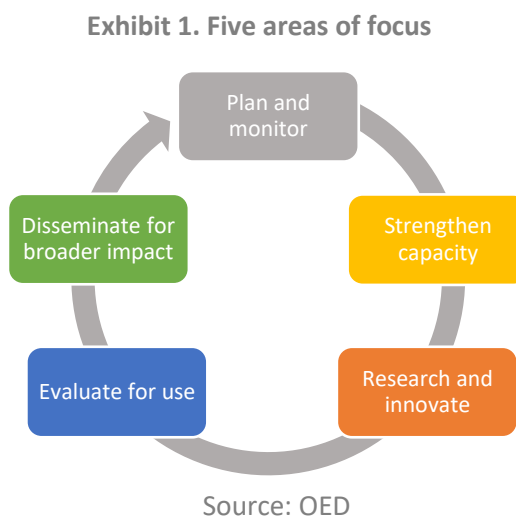 Exhibit 1. Five areas of focus
Plan and
monitor
Strengthen
capacity
Research and
innovate
Evaluate for use
Disseminate for
broader impact
Source: OED